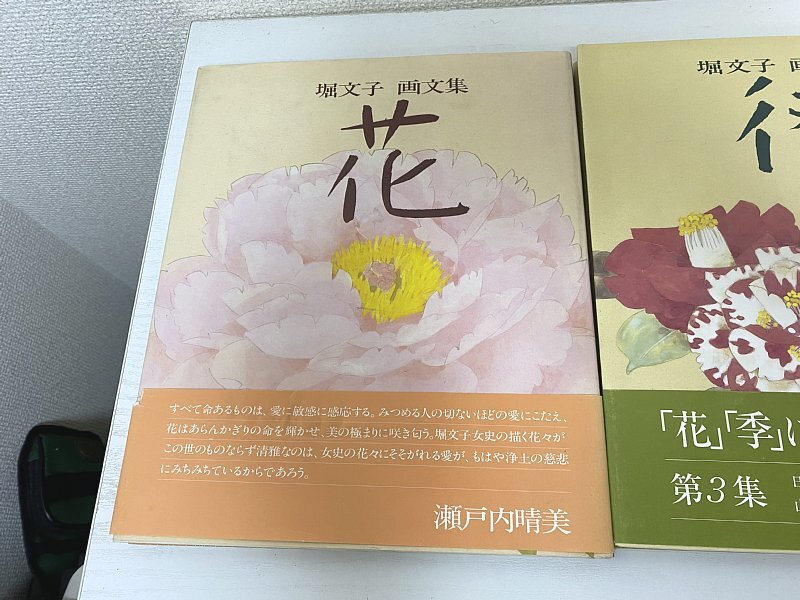 堀文子 画文集
花
すべて命あるものは、愛に敏感に感応する。みつめる人の切ないほどの愛にこたえ、
花はあらんかぎりの命を輝かせ、美の極まりに咲き匂う。堀文子女史の描く花々が
この世のものならず清雅なのは、女史の花々にそそがれる愛が、もはや浄土の慈悲
にみちみちているからであろう。
瀬戸内晴美
堀文子
「花」「季」に
第3集